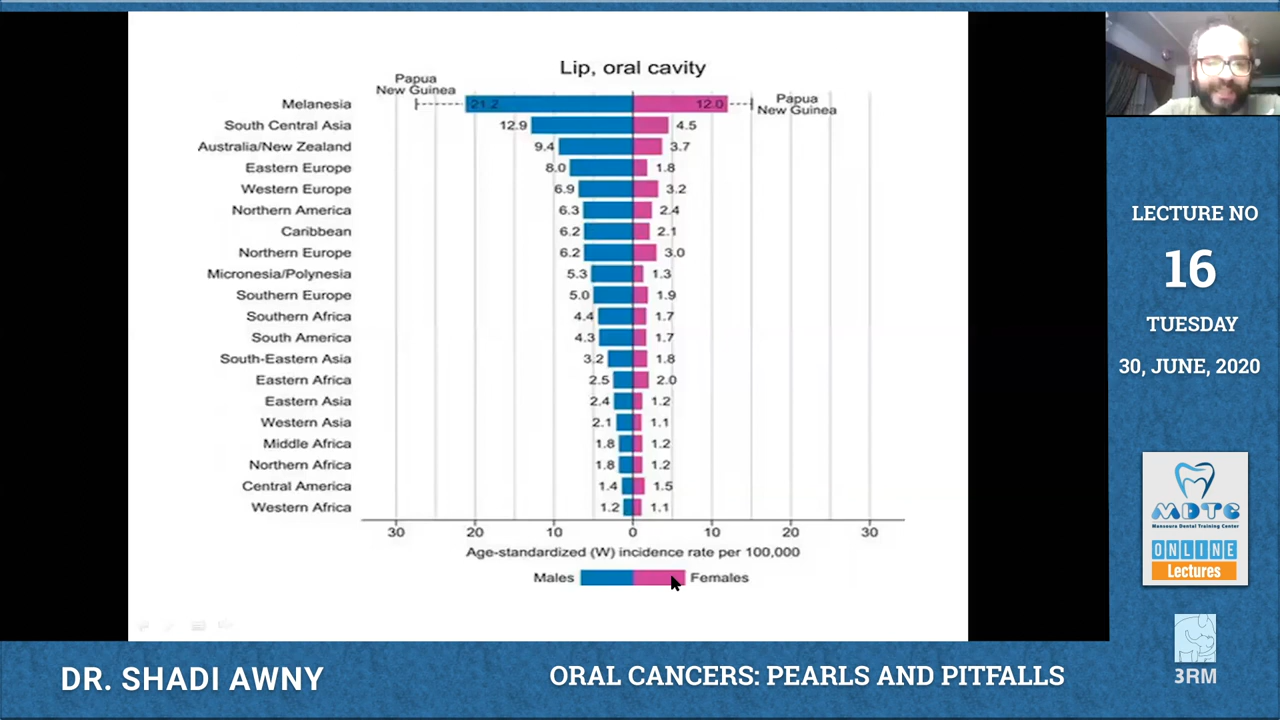 Lip, oral cavity
Papua
New Guinea
Papua
New Guinea
Melanesia 21.2 12.0
South Central Asia 12.9 4.5
Australia/New Zealand 9.4 3.7
Eastern Europe 8.0 1.8
Western Europe 6.9 3.2
Northern America 6.3 2.4
Caribbean 6.2 2.1
Northern Europe 6.2 3.0
Micronesia/Polynesia 5.3 1.3
Southern Europe 5.0 1.9
Southern Africa 4.4 1.7
South America 4.3 1.7
South-Eastern Asia 3.2 1.8
Eastern Africa 2.5 2.0
Eastern Asia 2.4 1.2
Western Asia 2.1 1.1
Middle Africa 1.8 1.2
Northern Africa 1.8 1.2
Central America 1.4 1.5
Western Africa 1.2 1.1
30 20 10 0 10 20 30
Age-standardized (W) incidence rate per 100,000
Males Females
LECTURE NO
16
TUESDAY
30, JUNE, 2020
MDTC
Mansoura Dental Training Center
ONLINE
Lectures
3RM
DR. SHADI AWNY
ORAL CANCERS: PEARLS AND PITFALLS